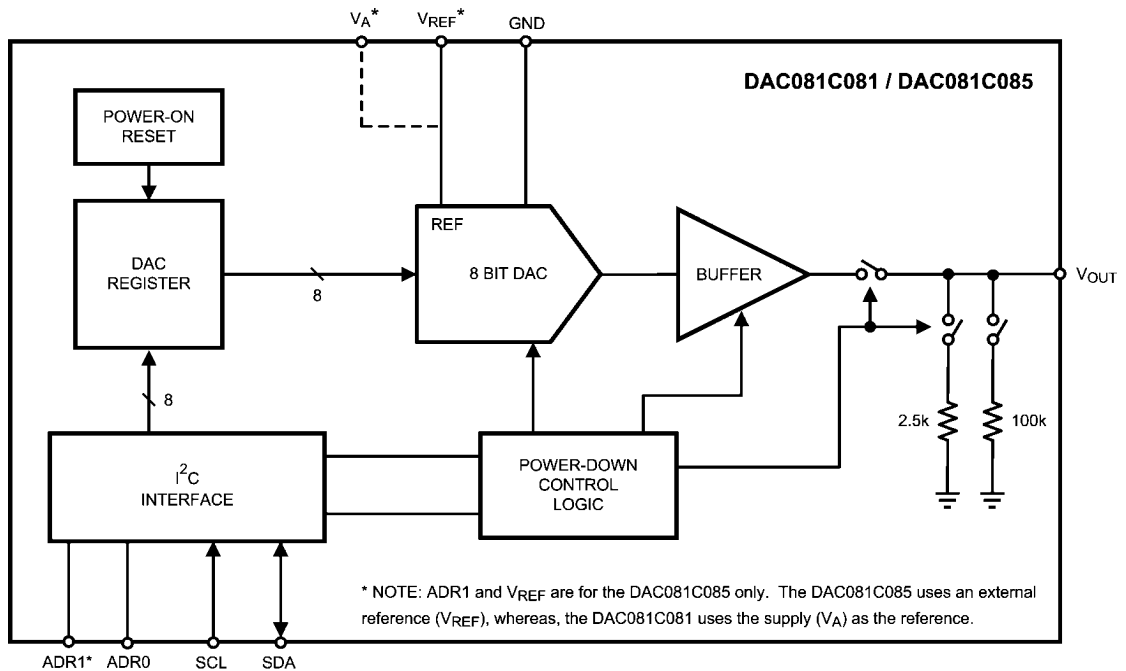 VA* VREF* GND
DAC081C081 / DAC081C085
POWER-ON
RESET
REF
DAC
REGISTER
8
8 BIT DAC
BUFFER
VOUT
8
2.5k
100k
I2C
INTERFACE
POWER-DOWN
CONTROL
LOGIC
* NOTE: ADR1 and VREF are for the DAC081C085 only. The DAC081C085 uses an external
reference (VREF), whereas, the DAC081C081 uses the supply (VA) as the reference.
ADR1* ADR0 SCL SDA